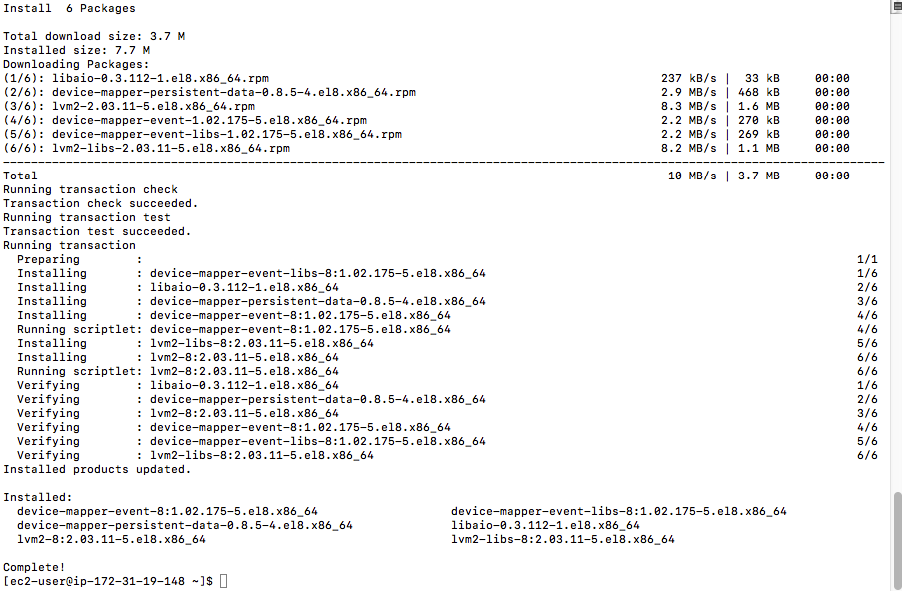 Install  6 Packages

Total download size: 3.7 M
Installed size: 7.7 M
Downloading Packages:
(1/6): libaio-0.3.112-1.el8.x86_64.rpm                                                        237 kB/s |  33 kB     00:00
(2/6): device-mapper-persistent-data-0.8.5-4.el8.x86_64.rpm                                   2.9 MB/s | 468 kB     00:00
(3/6): lvm2-2.03.11-5.el8.x86_64.rpm                                                          8.3 MB/s | 1.6 MB     00:00
(4/6): device-mapper-event-1.02.175-5.el8.x86_64.rpm                                          2.2 MB/s | 270 kB     00:00
(5/6): device-mapper-event-libs-1.02.175-5.el8.x86_64.rpm                                     2.2 MB/s | 269 kB     00:00
(6/6): lvm2-libs-2.03.11-5.el8.x86_64.rpm                                                     8.2 MB/s | 1.1 MB     00:00
--------------------------------------------------------------------------------
Total                                                                                          10 MB/s | 3.7 MB     00:00
Running transaction check
Transaction check succeeded.
Running transaction test
Transaction test succeeded.
Running transaction
  Preparing        :                                                                                                      1/1
  Installing       : device-mapper-event-libs-8:1.02.175-5.el8.x86_64                                                     1/6
  Installing       : libaio-0.3.112-1.el8.x86_64                                                                          2/6
  Installing       : device-mapper-persistent-data-0.8.5-4.el8.x86_64                                                     3/6
  Installing       : device-mapper-event-8:1.02.175-5.el8.x86_64                                                          4/6
  Running scriptlet: device-mapper-event-8:1.02.175-5.el8.x86_64                                                          4/6
  Installing       : lvm2-libs-8:2.03.11-5.el8.x86_64                                                                     5/6
  Installing       : lvm2-8:2.03.11-5.el8.x86_64                                                                          6/6
  Running scriptlet: lvm2-8:2.03.11-5.el8.x86_64                                                                          6/6
  Verifying        : libaio-0.3.112-1.el8.x86_64                                                                          1/6
  Verifying        : device-mapper-persistent-data-0.8.5-4.el8.x86_64                                                     2/6
  Verifying        : lvm2-8:2.03.11-5.el8.x86_64                                                                          3/6
  Verifying        : device-mapper-event-8:1.02.175-5.el8.x86_64                                                          4/6
  Verifying        : device-mapper-event-libs-8:1.02.175-5.el8.x86_64                                                     5/6
  Verifying        : lvm2-libs-8:2.03.11-5.el8.x86_64                                                                     6/6
Installed products updated.

Installed:
  device-mapper-event-8:1.02.175-5.el8.x86_64                   device-mapper-event-libs-8:1.02.175-5.el8.x86_64
  device-mapper-persistent-data-0.8.5-4.el8.x86_64              libaio-0.3.112-1.el8.x86_64
  lvm2-8:2.03.11-5.el8.x86_64                                   lvm2-libs-8:2.03.11-5.el8.x86_64

Complete!
[ec2-user@ip-172-31-19-148 ~]$